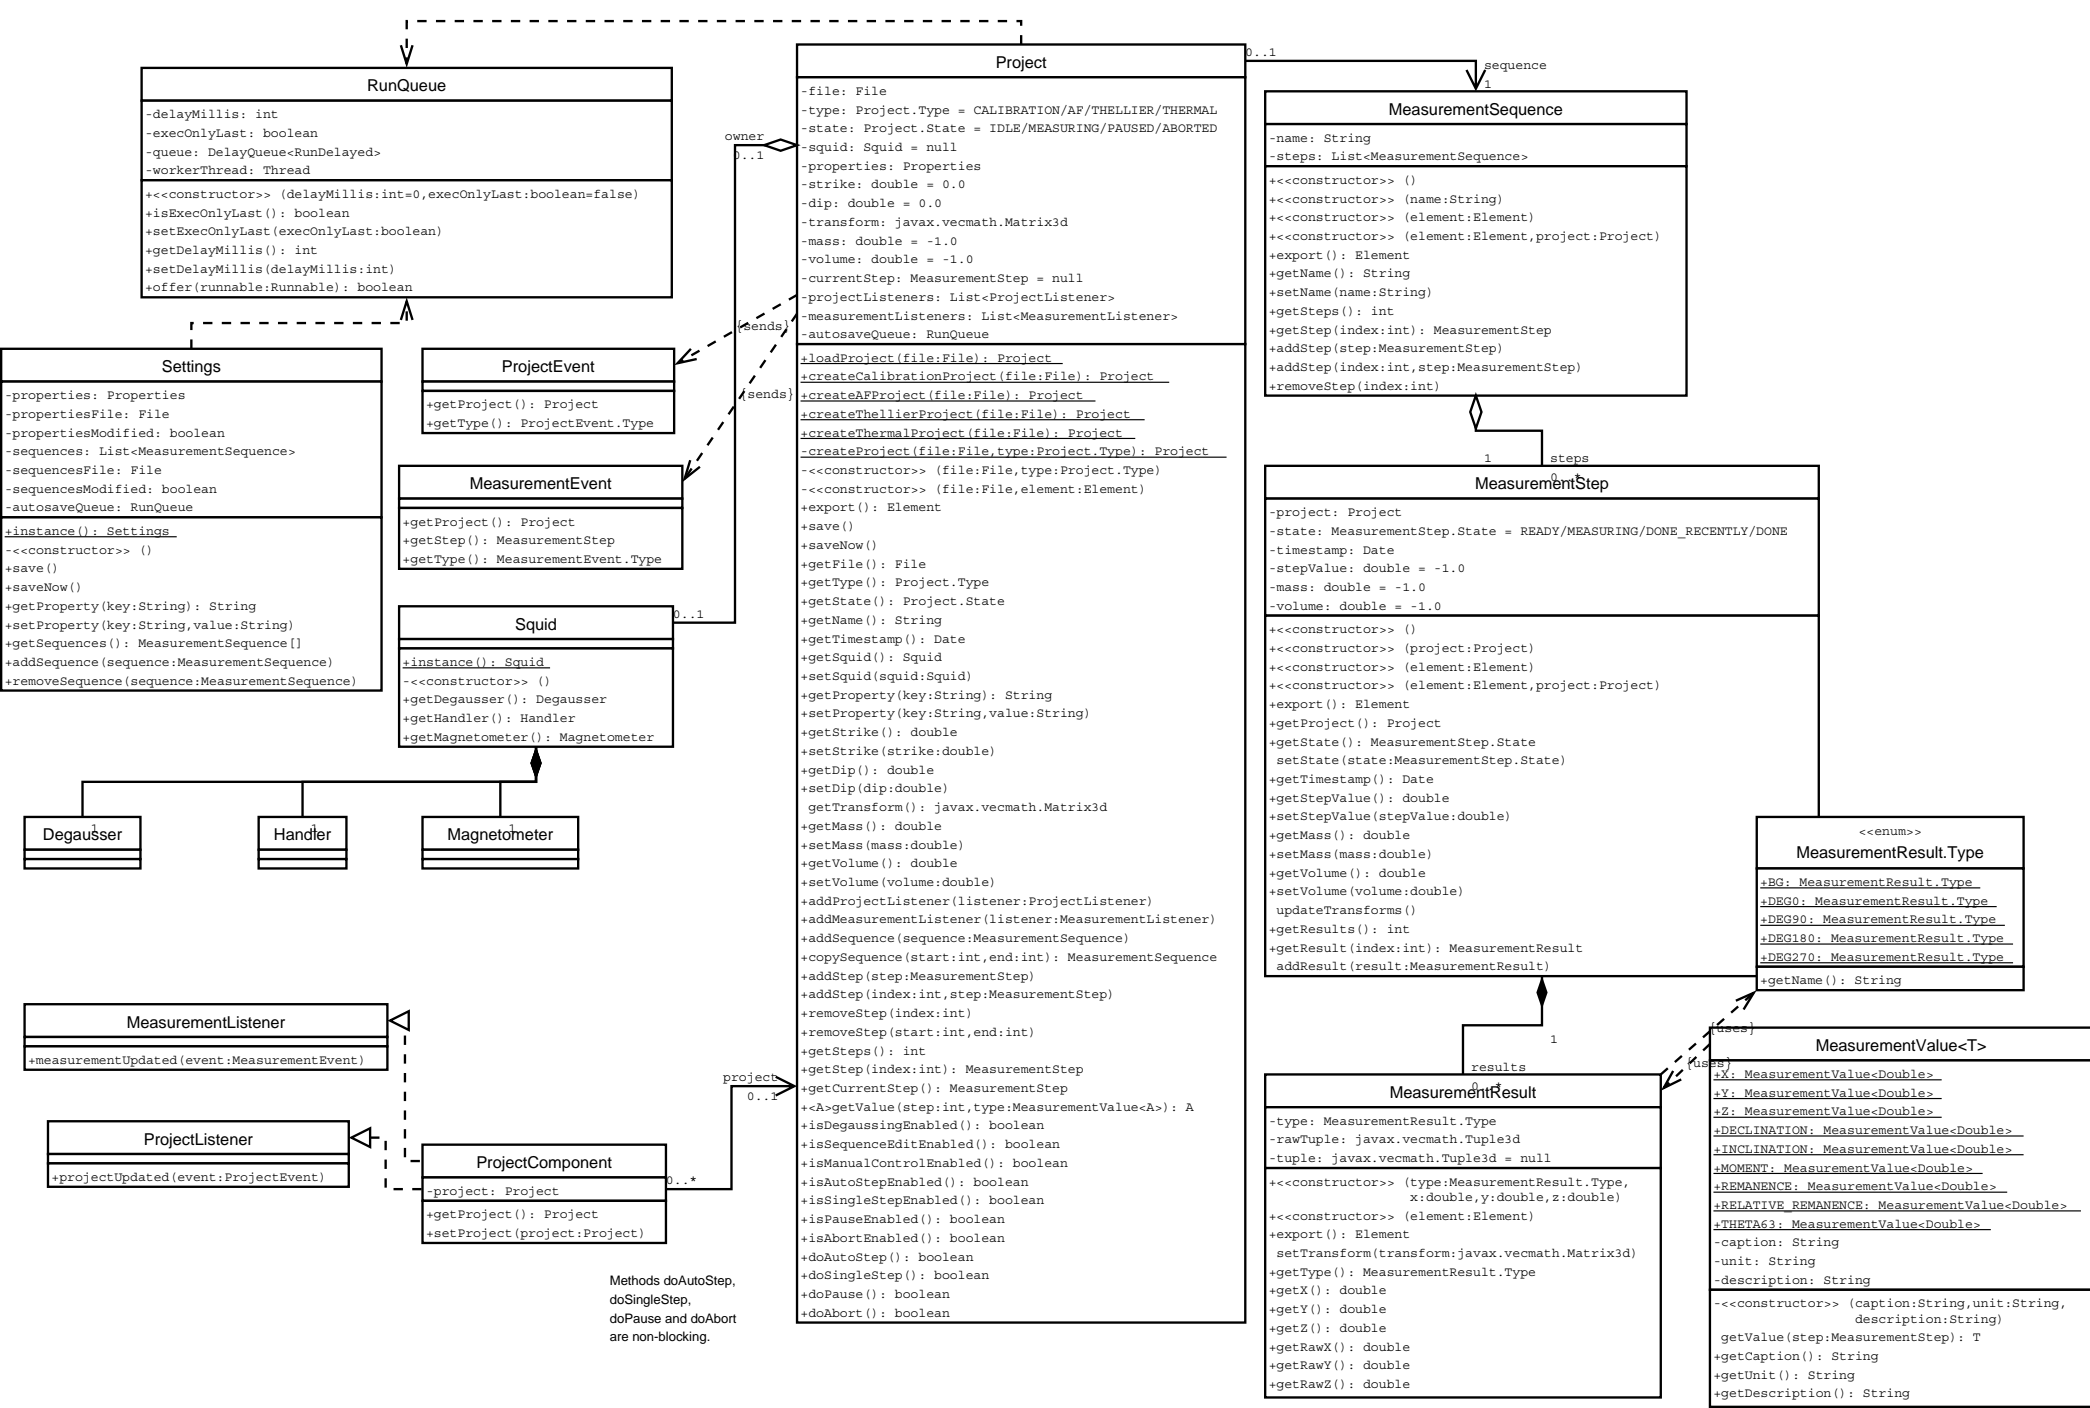 RunQueue
-delayMillis: int
-execOnlyLast: boolean
-queue: DelayQueue<RunDelayed>
-workerThread: Thread
+<<constructor>> (delayMillis:int=0,execOnlyLast:boolean=false)
+isExecOnlyLast(): boolean
+setExecOnlyLast(execOnlyLast:boolean)
+getDelayMillis(): int
+setDelayMillis(delayMillis:int)
+offer(runnable:Runnable): boolean
Settings
-properties: Properties
-propertiesFile: File
-propertiesModified: boolean
-sequences: List<MeasurementSequence>
-sequencesFile: File
-sequencesModified: boolean
-autosaveQueue: RunQueue
+instance(): Settings
-<<constructor>> ()
+save()
+saveNow()
+getProperty(key:String): String
+setProperty(key:String,value:String)
+getSequences(): MeasurementSequence[]
+addSequence(sequence:MeasurementSequence)
+removeSequence(sequence:MeasurementSequence)
ProjectEvent
+getProject(): Project
+getType(): ProjectEvent.Type
MeasurementEvent
+getProject(): Project
+getStep(): MeasurementStep
+getType(): MeasurementEvent.Type
Squid
+instance(): Squid
-<<constructor>> ()
+getDegausser(): Degausser
+getHandler(): Handler
+getMagnetometer(): Magnetometer
owner
0..1
{sends}
{sends}
0..1
Degausser
1
Handler
1
Magnetometer
1
MeasurementListener
+measurementUpdated(event:MeasurementEvent)
ProjectListener
+projectUpdated(event:ProjectEvent)
ProjectComponent
-project: Project
+getProject(): Project
+setProject(project:Project)
project
0..1
0..*
Methods doAutoStep,
doSingleStep,
doPause and doAbort
are non-blocking.
Project
-file: File
-type: Project.Type = CALIBRATION/AF/THELLIER/THERMAL
-state: Project.State = IDLE/MEASURING/PAUSED/ABORTED
-squid: Squid = null
-properties: Properties
-strike: double = 0.0
-dip: double = 0.0
-transform: javax.vecmath.Matrix3d
-mass: double = -1.0
-volume: double = -1.0
-currentStep: MeasurementStep = null
-projectListeners: List<ProjectListener>
-measurementListeners: List<MeasurementListener>
-autosaveQueue: RunQueue
+loadProject(file:File): Project
+createCalibrationProject(file:File): Project
+createAFProject(file:File): Project
+createThellierProject(file:File): Project
+createThermalProject(file:File): Project
-createProject(file:File,type:Project.Type): Project
-<<constructor>> (file:File,type:Project.Type)
-<<constructor>> (file:File,element:Element)
+export(): Element
+save()
+saveNow()
+getFile(): File
+getType(): Project.Type
+getState(): Project.State
+getName(): String
+getTimestamp(): Date
+getSquid(): Squid
+setSquid(squid:Squid)
+getProperty(key:String): String
+setProperty(key:String,value:String)
+getStrike(): double
+setStrike(strike:double)
+getDip(): double
+setDip(dip:double)
getTransform(): javax.vecmath.Matrix3d
+getMass(): double
+setMass(mass:double)
+getVolume(): double
+setVolume(volume:double)
+addProjectListener(listener:ProjectListener)
+addMeasurementListener(listener:MeasurementListener)
+addSequence(sequence:MeasurementSequence)
+copySequence(start:int,end:int): MeasurementSequence
+addStep(step:MeasurementStep)
+addStep(index:int,step:MeasurementStep)
+removeStep(index:int)
+removeStep(start:int,end:int)
+getSteps(): int
+getStep(index:int): MeasurementStep
+getCurrentStep(): MeasurementStep
+<A>getValue(step:int,type:MeasurementValue<A>): A
+isDegaussingEnabled(): boolean
+isSequenceEditEnabled(): boolean
+isManualControlEnabled(): boolean
+isAutoStepEnabled(): boolean
+isSingleStepEnabled(): boolean
+isPauseEnabled(): boolean
+isAbortEnabled(): boolean
+doAutoStep(): boolean
+doSingleStep(): boolean
+doPause(): boolean
+doAbort(): boolean
0..1
sequence
1
MeasurementSequence
-name: String
-steps: List<MeasurementSequence>
+<<constructor>> ()
+<<constructor>> (name:String)
+<<constructor>> (element:Element)
+<<constructor>> (element:Element,project:Project)
+export(): Element
+getName(): String
+setName(name:String)
+getSteps(): int
+getStep(index:int): MeasurementStep
+addStep(step:MeasurementStep)
+addStep(index:int,step:MeasurementStep)
+removeStep(index:int)
1
steps
0..*
MeasurementStep
-project: Project
-state: MeasurementStep.State = READY/MEASURING/DONE_RECENTLY/DONE
-timestamp: Date
-stepValue: double = -1.0
-mass: double = -1.0
-volume: double = -1.0
+<<constructor>> ()
+<<constructor>> (project:Project)
+<<constructor>> (element:Element)
+<<constructor>> (element:Element,project:Project)
+export(): Element
+getProject(): Project
+getState(): MeasurementStep.State
setState(state:MeasurementStep.State)
+getTimestamp(): Date
+getStepValue(): double
+setStepValue(stepValue:double)
+getMass(): double
+setMass(mass:double)
+getVolume(): double
+setVolume(volume:double)
updateTransforms()
+getResults(): int
+getResult(index:int): MeasurementResult
addResult(result:MeasurementResult)
1
results
0..*
<<enum>>
MeasurementResult.Type
+BG: MeasurementResult.Type
+DEG0: MeasurementResult.Type
+DEG90: MeasurementResult.Type
+DEG180: MeasurementResult.Type
+DEG270: MeasurementResult.Type
+getName(): String
{uses}
{uses}
MeasurementResult
-type: MeasurementResult.Type
-rawTuple: javax.vecmath.Tuple3d
-tuple: javax.vecmath.Tuple3d = null
+<<constructor>> (type:MeasurementResult.Type,
x:double,y:double,z:double)
+<<constructor>> (element:Element)
+export(): Element
setTransform(transform:javax.vecmath.Matrix3d)
+getType(): MeasurementResult.Type
+getX(): double
+getY(): double
+getZ(): double
+getRawX(): double
+getRawY(): double
+getRawZ(): double
MeasurementValue<T>
+X: MeasurementValue<Double>
+Y: MeasurementValue<Double>
+Z: MeasurementValue<Double>
+DECLINATION: MeasurementValue<Double>
+INCLINATION: MeasurementValue<Double>
+MOMENT: MeasurementValue<Double>
+REMANENCE: MeasurementValue<Double>
+RELATIVE_REMANENCE: MeasurementValue<Double>
+THETA63: MeasurementValue<Double>
-caption: String
-unit: String
-description: String
-<<constructor>> (caption:String,unit:String,
description:String)
getValue(step:MeasurementStep): T
+getCaption(): String
+getUnit(): String
+getDescription(): String